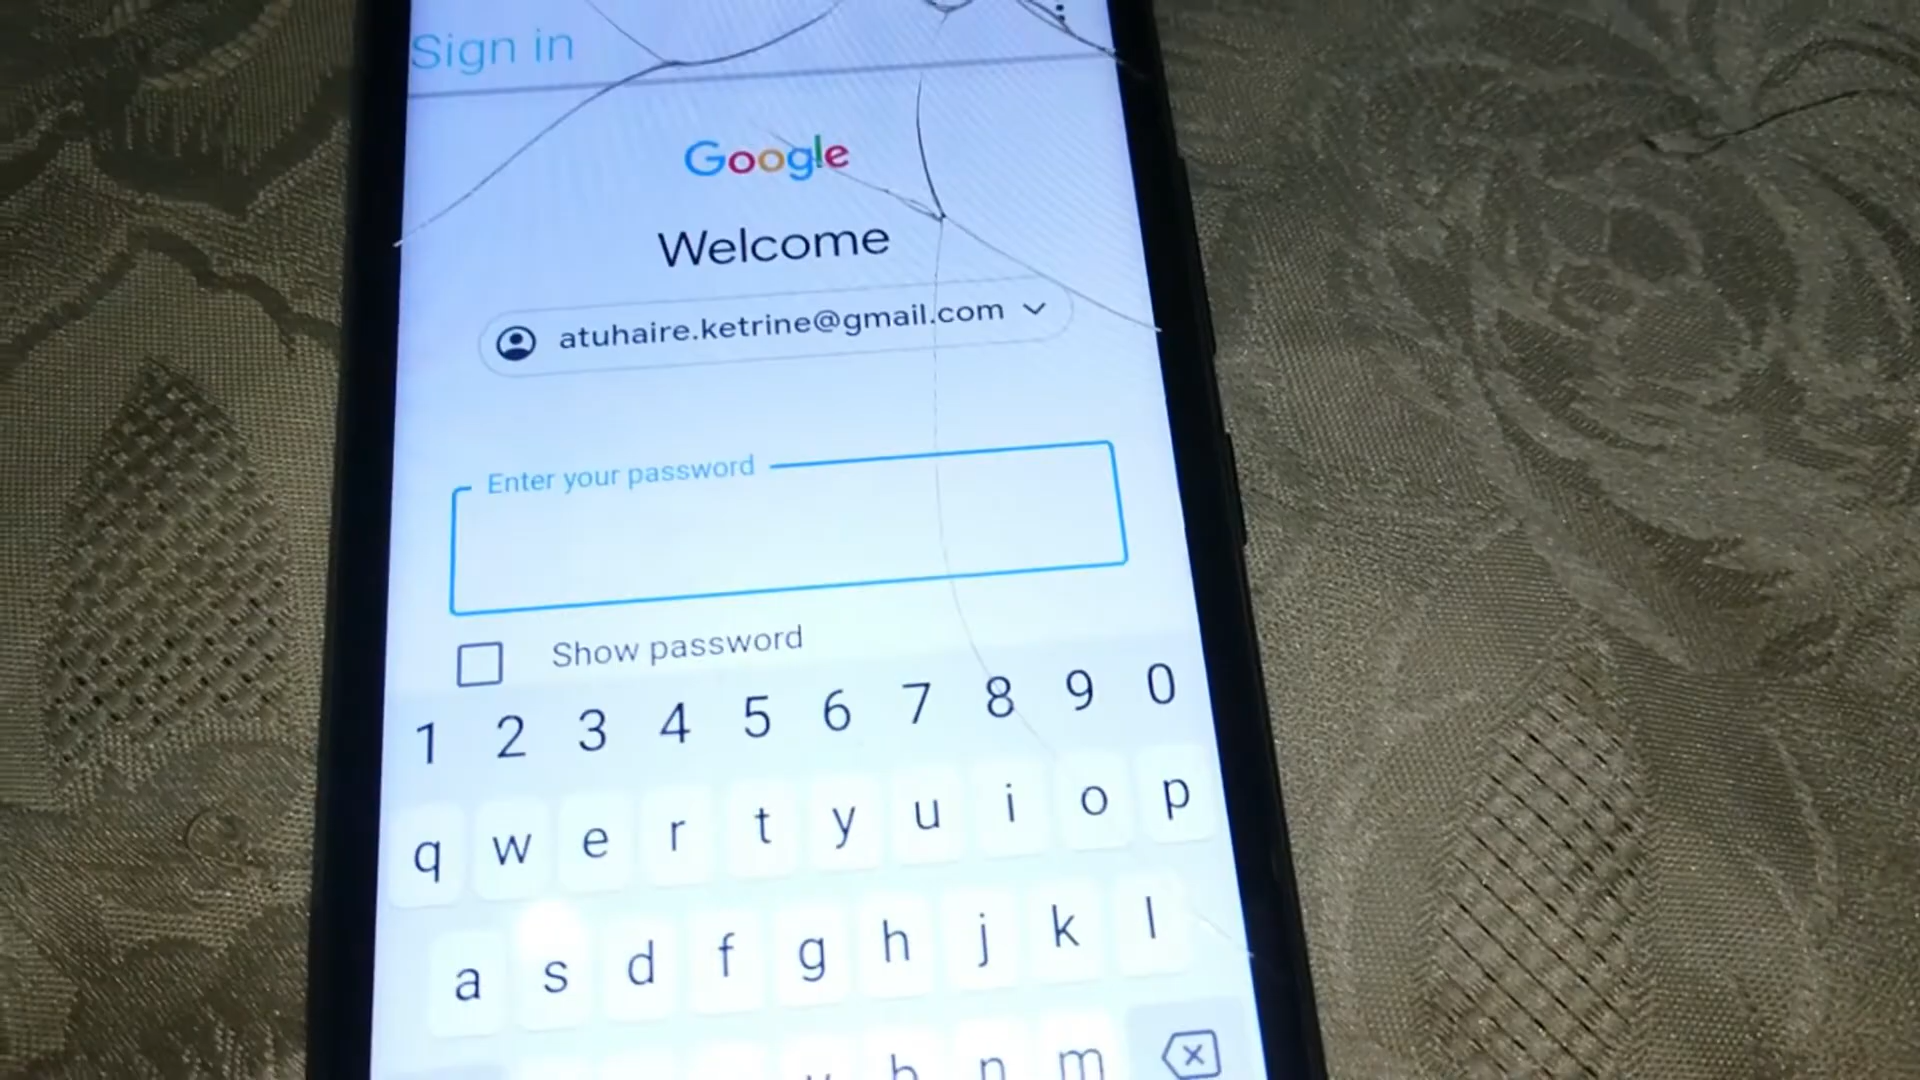 Sign in
Google
Welcome
atuhaire.ketrine@gmail.com
Enter your password
Show password
1 2 3 4 5 6 7 8 9 0
q w e r t y u i o p
a s d f g h j k l
v b n m